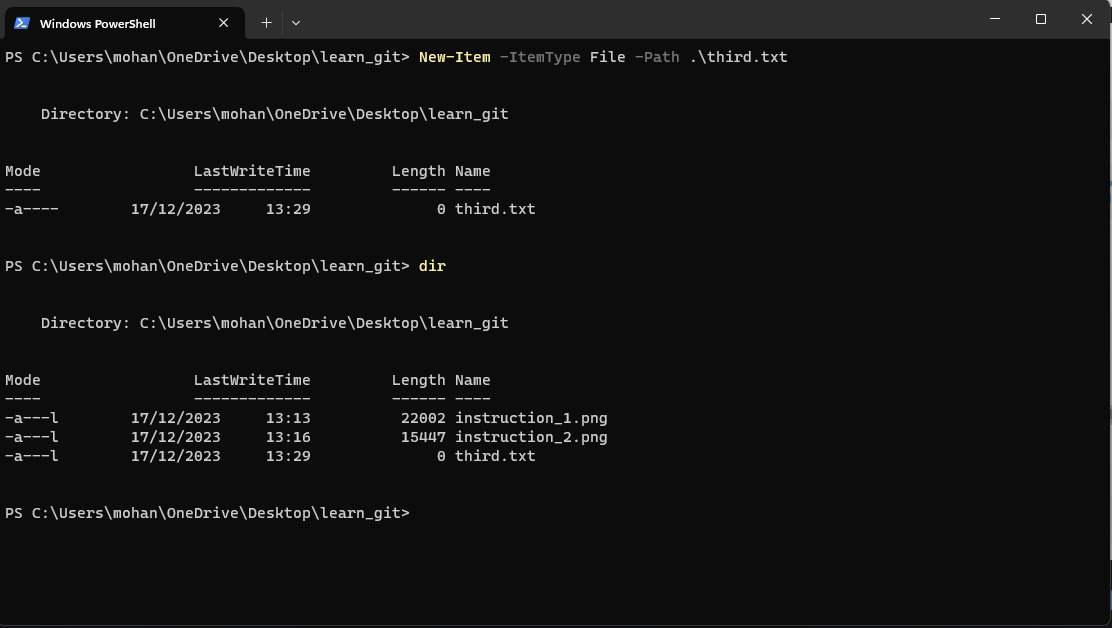 Windows PowerShell
PS C:\Users\mohan\OneDrive\Desktop\learn_git> New-Item -ItemType File -Path .\third.txt
Directory: C:\Users\mohan\OneDrive\Desktop\learn_git
Mode                 LastWriteTime         Length Name
----                 -------------         ------ ----
-a----        17/12/2023     13:29              0 third.txt
PS C:\Users\mohan\OneDrive\Desktop\learn_git> dir
Directory: C:\Users\mohan\OneDrive\Desktop\learn_git
Mode                 LastWriteTime         Length Name
----                 -------------         ------ ----
-a---l        17/12/2023     13:13          22002 instruction_1.png
-a---l        17/12/2023     13:16          15447 instruction_2.png
-a---l        17/12/2023     13:29              0 third.txt
PS C:\Users\mohan\OneDrive\Desktop\learn_git>